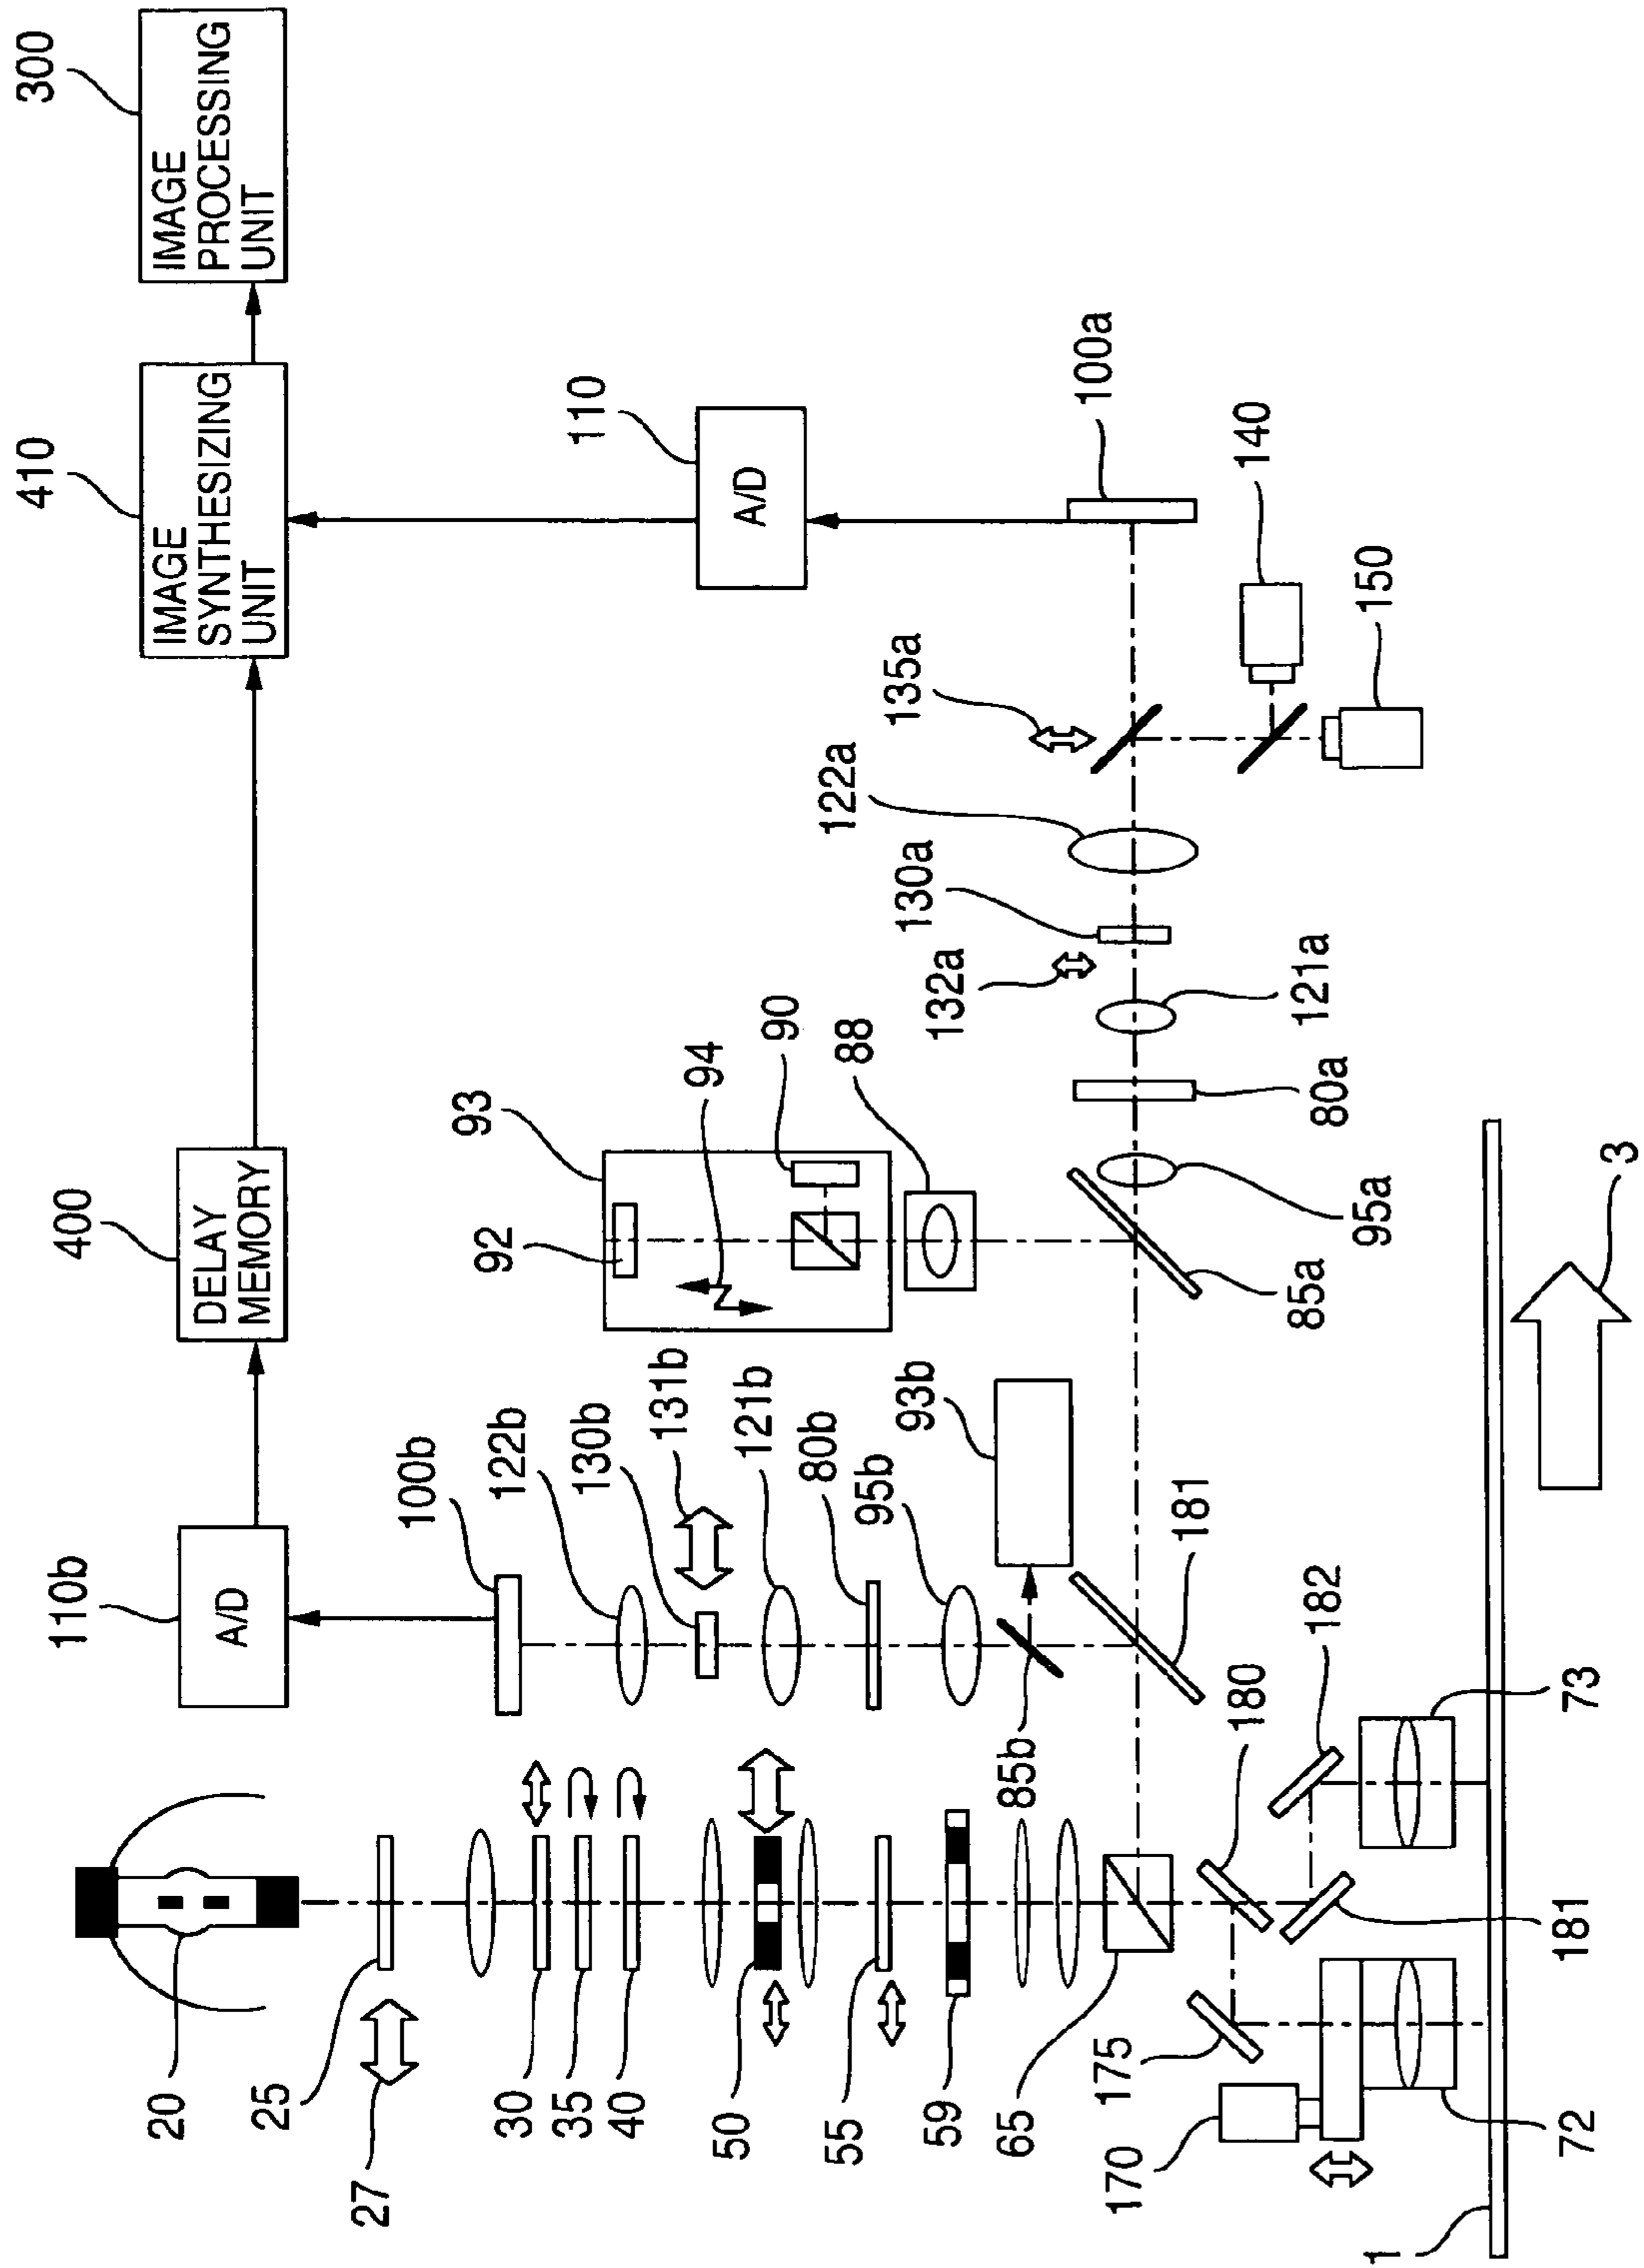 300
IMAGE
PROCESSING
UNIT
410
IMAGE
SYNTHESIZING
UNIT
400
DELAY
MEMORY
110b
A/D
110
A/D
100a
140
150
135a
122a
130a
132a
121a
80a
95a
85a
88
90
94
93
92
100b
122b
130b
131b
121b
80b
95b
93b
85b
181
20
25
27
30
35
40
50
55
59
65
180
182
181
175
170
72
73
1
3